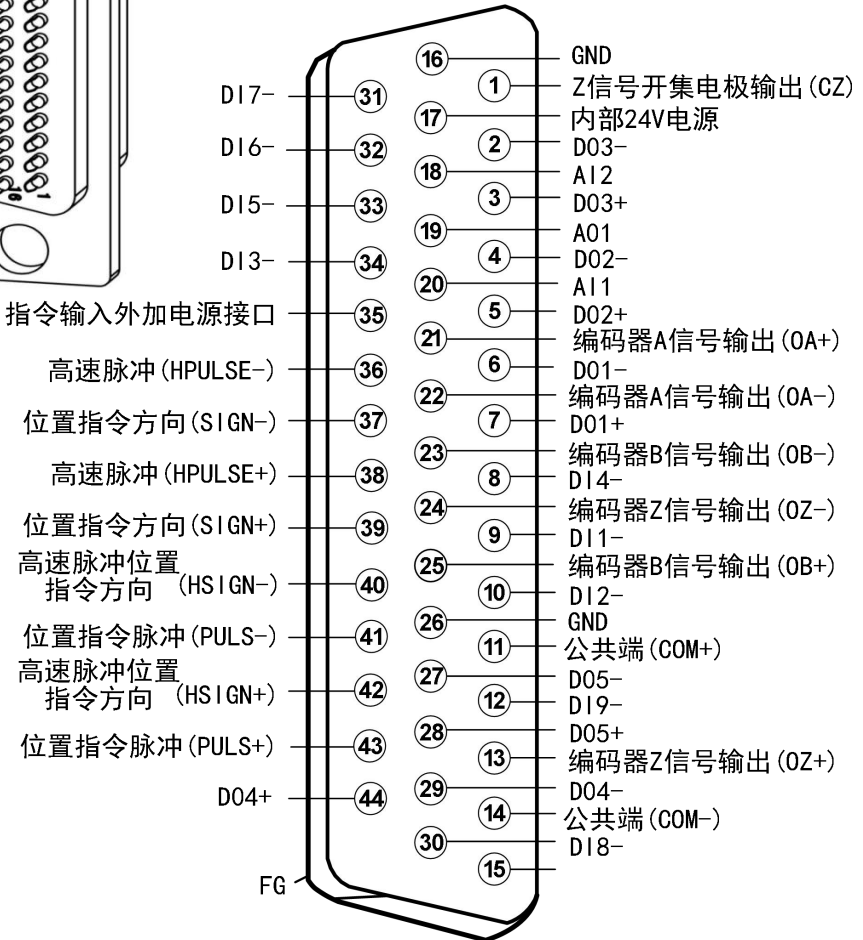 16
1
DI7-
DI6-
DI5-
DI3-
指令输入外加电源接口
高速脉冲(HPULSE-)
位置指令方向(SIGN-)
高速脉冲(HPULSE+)
位置指令方向(SIGN+)
高速脉冲位置
指令方向 (HSIGN-)
位置指令脉冲(PULS-)
高速脉冲位置
指令方向 (HSIGN+)
位置指令脉冲(PULS+)
DO4+
FG
31
32
33
34
35
36
37
38
39
40
41
42
43
44
16
17
18
19
20
21
22
23
24
25
26
27
28
29
30
1
2
3
4
5
6
7
8
9
10
11
12
13
14
15
GND
Z信号开集电极输出(CZ)
内部24V电源
DO3-
AI2
DO3+
AO1
DO2-
AI1
DO2+
编码器A信号输出(OA+)
DO1-
编码器A信号输出(OA-)
DO1+
编码器B信号输出(OB-)
DI4-
编码器Z信号输出(OZ-)
DI1-
编码器B信号输出(OB+)
DI2-
GND
公共端(COM+)
DO5-
DI9-
DO5+
编码器Z信号输出(OZ+)
DO4-
公共端(COM-)
DI8-